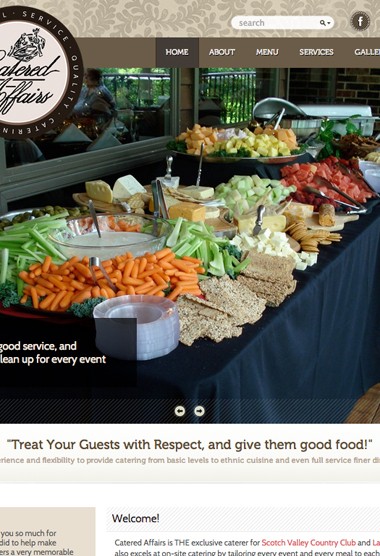 search
f
L · SERVICE · QUALITY
Catered
Affairs
CATERIN
HOME ABOUT MENU SERVICES GALLE
good service, and
lean up for every event
"Treat Your Guests with Respect, and give them good food!"
erience and flexibility to provide catering from basic levels to ethnic cuisine and even full service finer di
you so much for
did to help make
a very memorable
Welcome!
Catered Affairs is THE exclusive caterer for Scotch Valley Country Club and La
also excels at on-site catering by tailoring every event and every meal to each